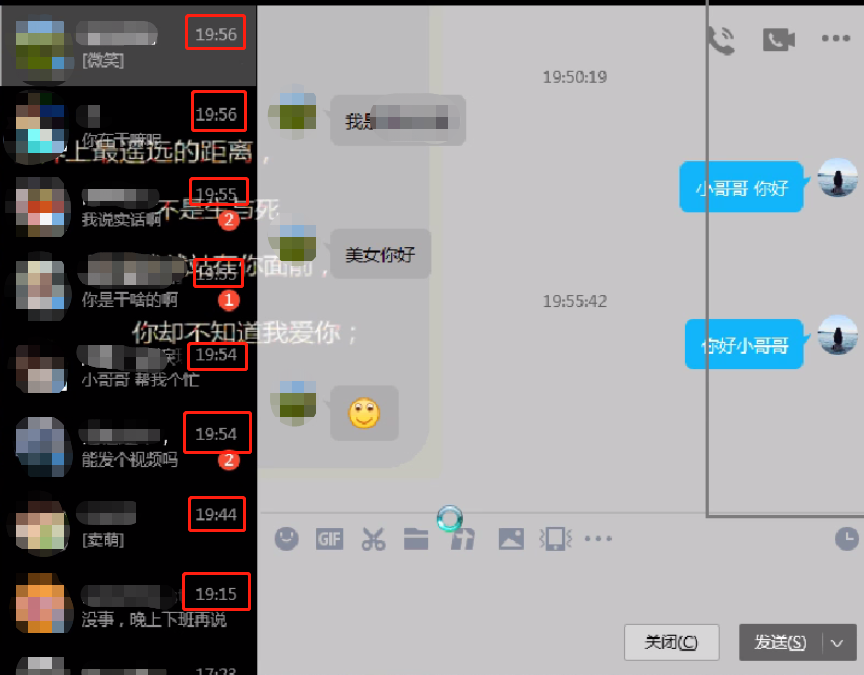 19:56
[微笑]
19:56
你在干嘛呢
上最遥远的距离，
19:55
不是生与死
我说实话啊
2
在你面前，
19:55
你是干啥的啊
1
你却不知道我爱你；
19:54
小哥哥 帮我个忙
19:54
能发个视频吗
2
19:44
[卖萌]
19:15
没事，晚上下班再说
17:23
19:50:19
我是
小哥哥 你好
美女你好
19:55:42
你好小哥哥
GIF
关闭(C)
发送(S)